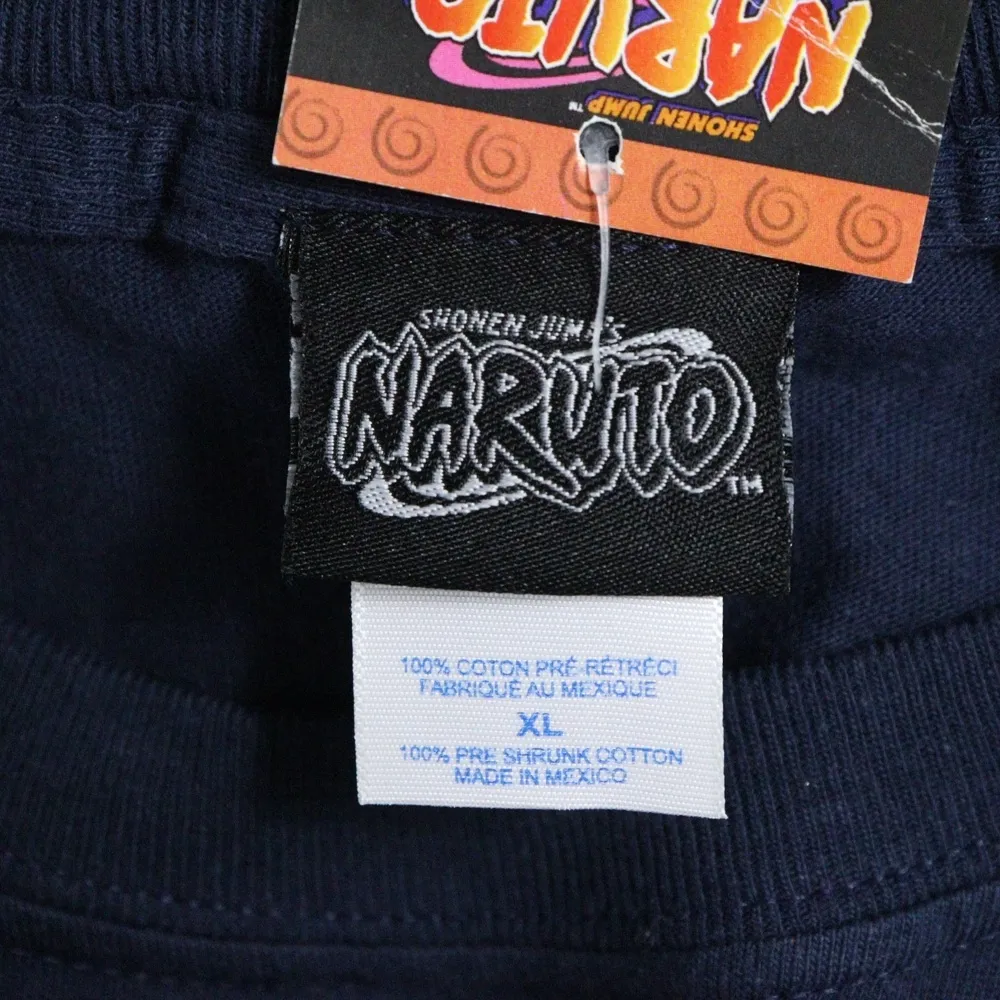 NARUTO
SHONEN JUMP™
SHONEN JUMP'S
NARUTO
TM
100% COTON PRÉ-RÉTRÉCI
FABRIQUÉ AU MEXIQUE
XL
100% PRE SHRUNK COTTON
MADE IN MEXICO